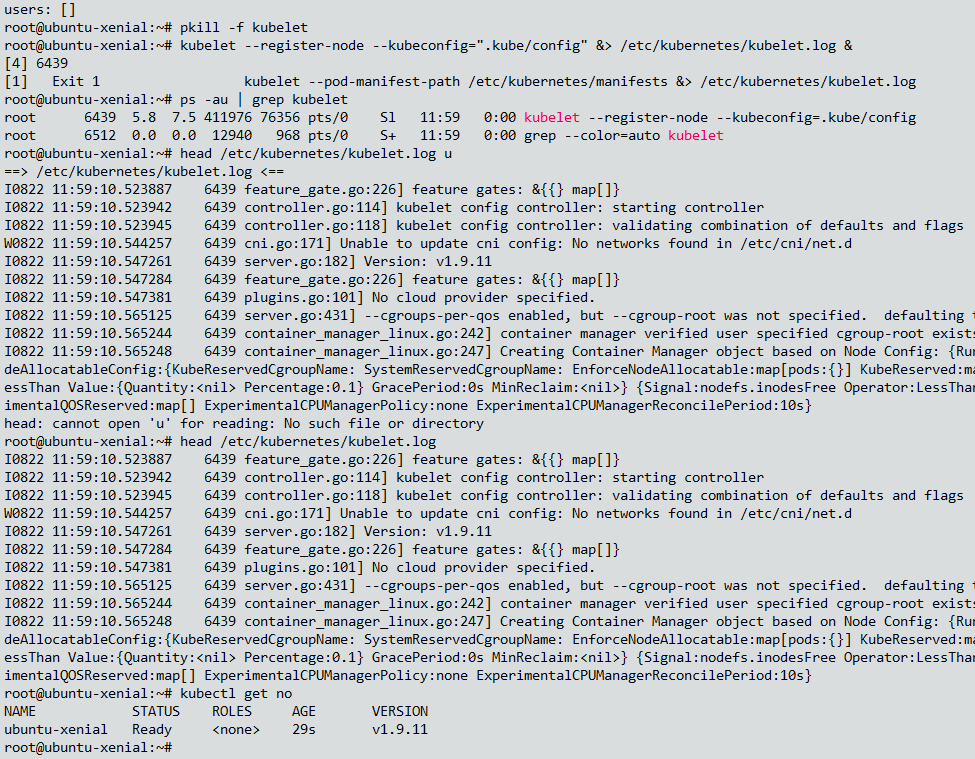 users: []
root@ubuntu-xenial:~# pkill -f kubelet
root@ubuntu-xenial:~# kubelet --register-node --kubeconfig=".kube/config" &> /etc/kubernetes/kubelet.log &
[4] 6439
[1]   Exit 1                  kubelet --pod-manifest-path /etc/kubernetes/manifests &> /etc/kubernetes/kubelet.log
root@ubuntu-xenial:~# ps -au | grep kubelet
root      6439  5.8  7.5 411976 76356 pts/0    Sl   11:59   0:00 kubelet --register-node --kubeconfig=.kube/config
root      6512  0.0  0.0  12940   968 pts/0    S+   11:59   0:00 grep --color=auto kubelet
root@ubuntu-xenial:~# head /etc/kubernetes/kubelet.log u
==> /etc/kubernetes/kubelet.log <==
I0822 11:59:10.523887    6439 feature_gate.go:226] feature gates: &{{} map[]}
I0822 11:59:10.523942    6439 controller.go:114] kubelet config controller: starting controller
I0822 11:59:10.523945    6439 controller.go:118] kubelet config controller: validating combination of defaults and flags
W0822 11:59:10.544257    6439 cni.go:171] Unable to update cni config: No networks found in /etc/cni/net.d
I0822 11:59:10.547261    6439 server.go:182] Version: v1.9.11
I0822 11:59:10.547284    6439 feature_gate.go:226] feature gates: &{{} map[]}
I0822 11:59:10.547381    6439 plugins.go:101] No cloud provider specified.
I0822 11:59:10.565125    6439 server.go:431] --cgroups-per-qos enabled, but --cgroup-root was not specified.  defaulting t
I0822 11:59:10.565244    6439 container_manager_linux.go:242] container manager verified user specified cgroup-root exists
I0822 11:59:10.565248    6439 container_manager_linux.go:247] Creating Container Manager object based on Node Config: {Run
deAllocatableConfig:{KubeReservedCgroupName: SystemReservedCgroupName: EnforceNodeAllocatable:map[pods:{}] KubeReserved:ma
essThan Value:{Quantity:<nil> Percentage:0.1} GracePeriod:0s MinReclaim:<nil>} {Signal:nodefs.inodesFree Operator:LessThan
imentalQOSReserved:map[] ExperimentalCPUManagerPolicy:none ExperimentalCPUManagerReconcilePeriod:10s}
head: cannot open 'u' for reading: No such file or directory
root@ubuntu-xenial:~# head /etc/kubernetes/kubelet.log
I0822 11:59:10.523887    6439 feature_gate.go:226] feature gates: &{{} map[]}
I0822 11:59:10.523942    6439 controller.go:114] kubelet config controller: starting controller
I0822 11:59:10.523945    6439 controller.go:118] kubelet config controller: validating combination of defaults and flags
W0822 11:59:10.544257    6439 cni.go:171] Unable to update cni config: No networks found in /etc/cni/net.d
I0822 11:59:10.547261    6439 server.go:182] Version: v1.9.11
I0822 11:59:10.547284    6439 feature_gate.go:226] feature gates: &{{} map[]}
I0822 11:59:10.547381    6439 plugins.go:101] No cloud provider specified.
I0822 11:59:10.565125    6439 server.go:431] --cgroups-per-qos enabled, but --cgroup-root was not specified.  defaulting t
I0822 11:59:10.565244    6439 container_manager_linux.go:242] container manager verified user specified cgroup-root exists
I0822 11:59:10.565248    6439 container_manager_linux.go:247] Creating Container Manager object based on Node Config: {Run
deAllocatableConfig:{KubeReservedCgroupName: SystemReservedCgroupName: EnforceNodeAllocatable:map[pods:{}] KubeReserved:ma
essThan Value:{Quantity:<nil> Percentage:0.1} GracePeriod:0s MinReclaim:<nil>} {Signal:nodefs.inodesFree Operator:LessThan
imentalQOSReserved:map[] ExperimentalCPUManagerPolicy:none ExperimentalCPUManagerReconcilePeriod:10s}
root@ubuntu-xenial:~# kubectl get no
NAME            STATUS    ROLES     AGE       VERSION
ubuntu-xenial   Ready     <none>    29s       v1.9.11
root@ubuntu-xenial:~#